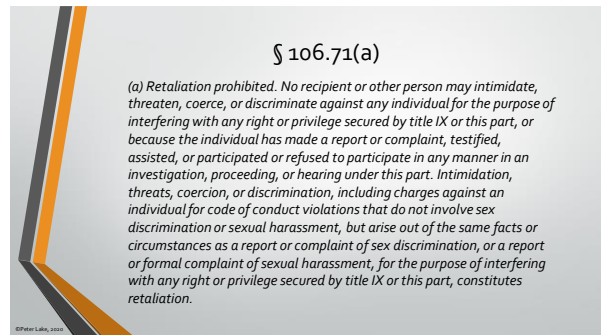 § 106.71(a)
(a) Retaliation prohibited. No recipient or other person may intimidate,
threaten, coerce, or discriminate against any individual for the purpose of
interfering with any right or privilege secured by title IX or this part, or
because the individual has made a report or complaint, testified,
assisted, or participated or refused to participate in any manner in an
investigation, proceeding, or hearing under this part. Intimidation,
threats, coercion, or discrimination, including charges against an
individual for code of conduct violations that do not involve sex
discrimination or sexual harassment, but arise out of the same facts or
circumstances as a report or complaint of sex discrimination, or a report
or formal complaint of sexual harassment, for the purpose of interfering
with any right or privilege secured by title IX or this part, constitutes
retaliation.
©Peter Lake, 2020